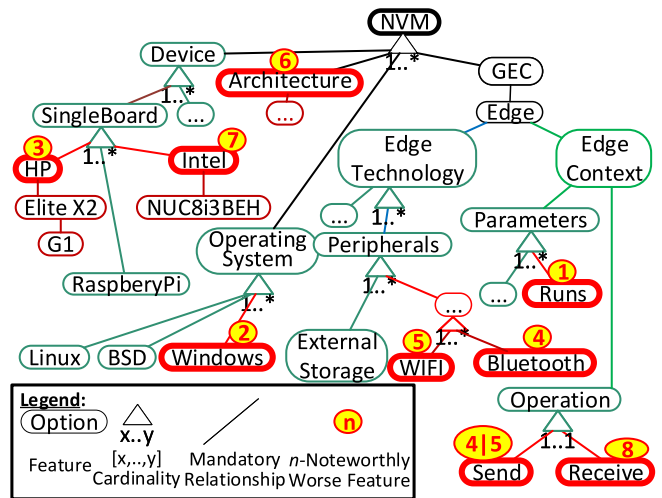 NVM
1..*
Device
6
Architecture
...
GEC
1..*
...
SingleBoard
Edge
3
HP
1..*
7
Intel
Edge
Technology
Edge
Context
Elite X2
NUC8i3BEH
...
1..*
Parameters
G1
Operating
System
Peripherals
1..*
...
1
Runs
RaspberyPi
1..*
1..*
...
2
Linux
BSD
Windows
External
Storage
5
WIFI
1..*
4
Bluetooth
Operation
1..1
4|5
Send
8
Receive
Legend:
Option
x..y
n
Feature
[x,..,y]
Cardinality
Mandatory
Relationship
n-Noteworthly
Worse Feature